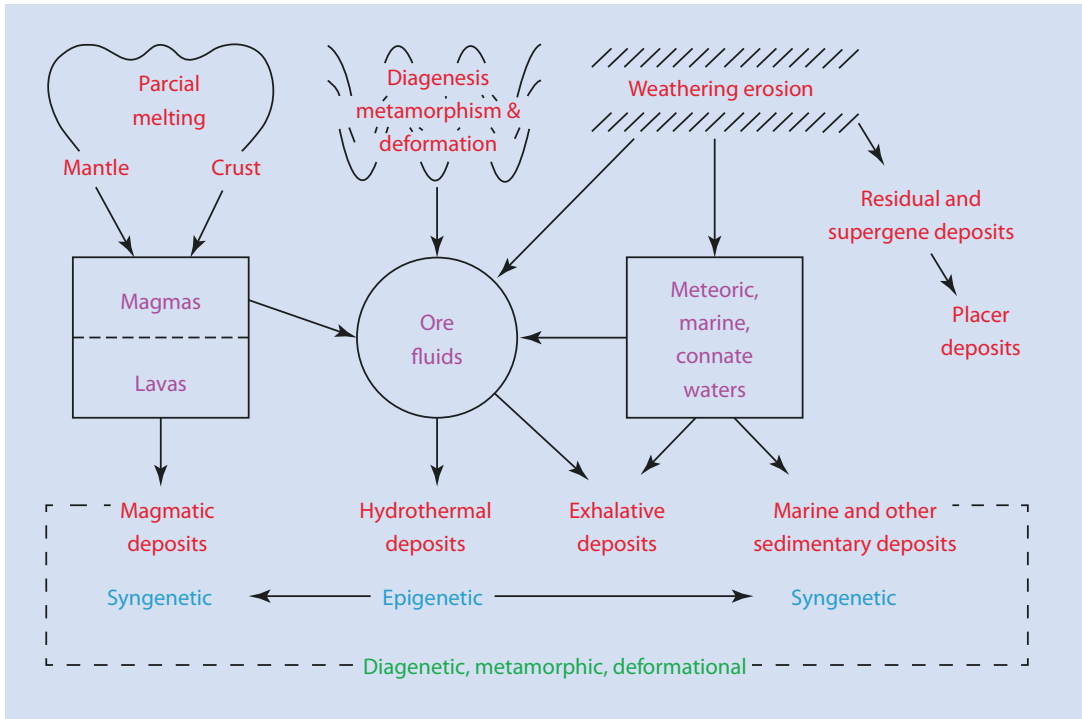 Parcial
melting
Mantle
Crust
Diagenesis
metamorphism &
deformation
Weathering erosion
Residual and
supergene deposits
Placer
deposits
Magmas
Lavas
Ore
fluids
Meteoric,
marine,
connate
waters
Magmatic
deposits
Hydrothermal
deposits
Exhalative
deposits
Marine and other
sedimentary deposits
Syngenetic
Epigenetic
Syngenetic
Diagenetic, metamorphic, deformational